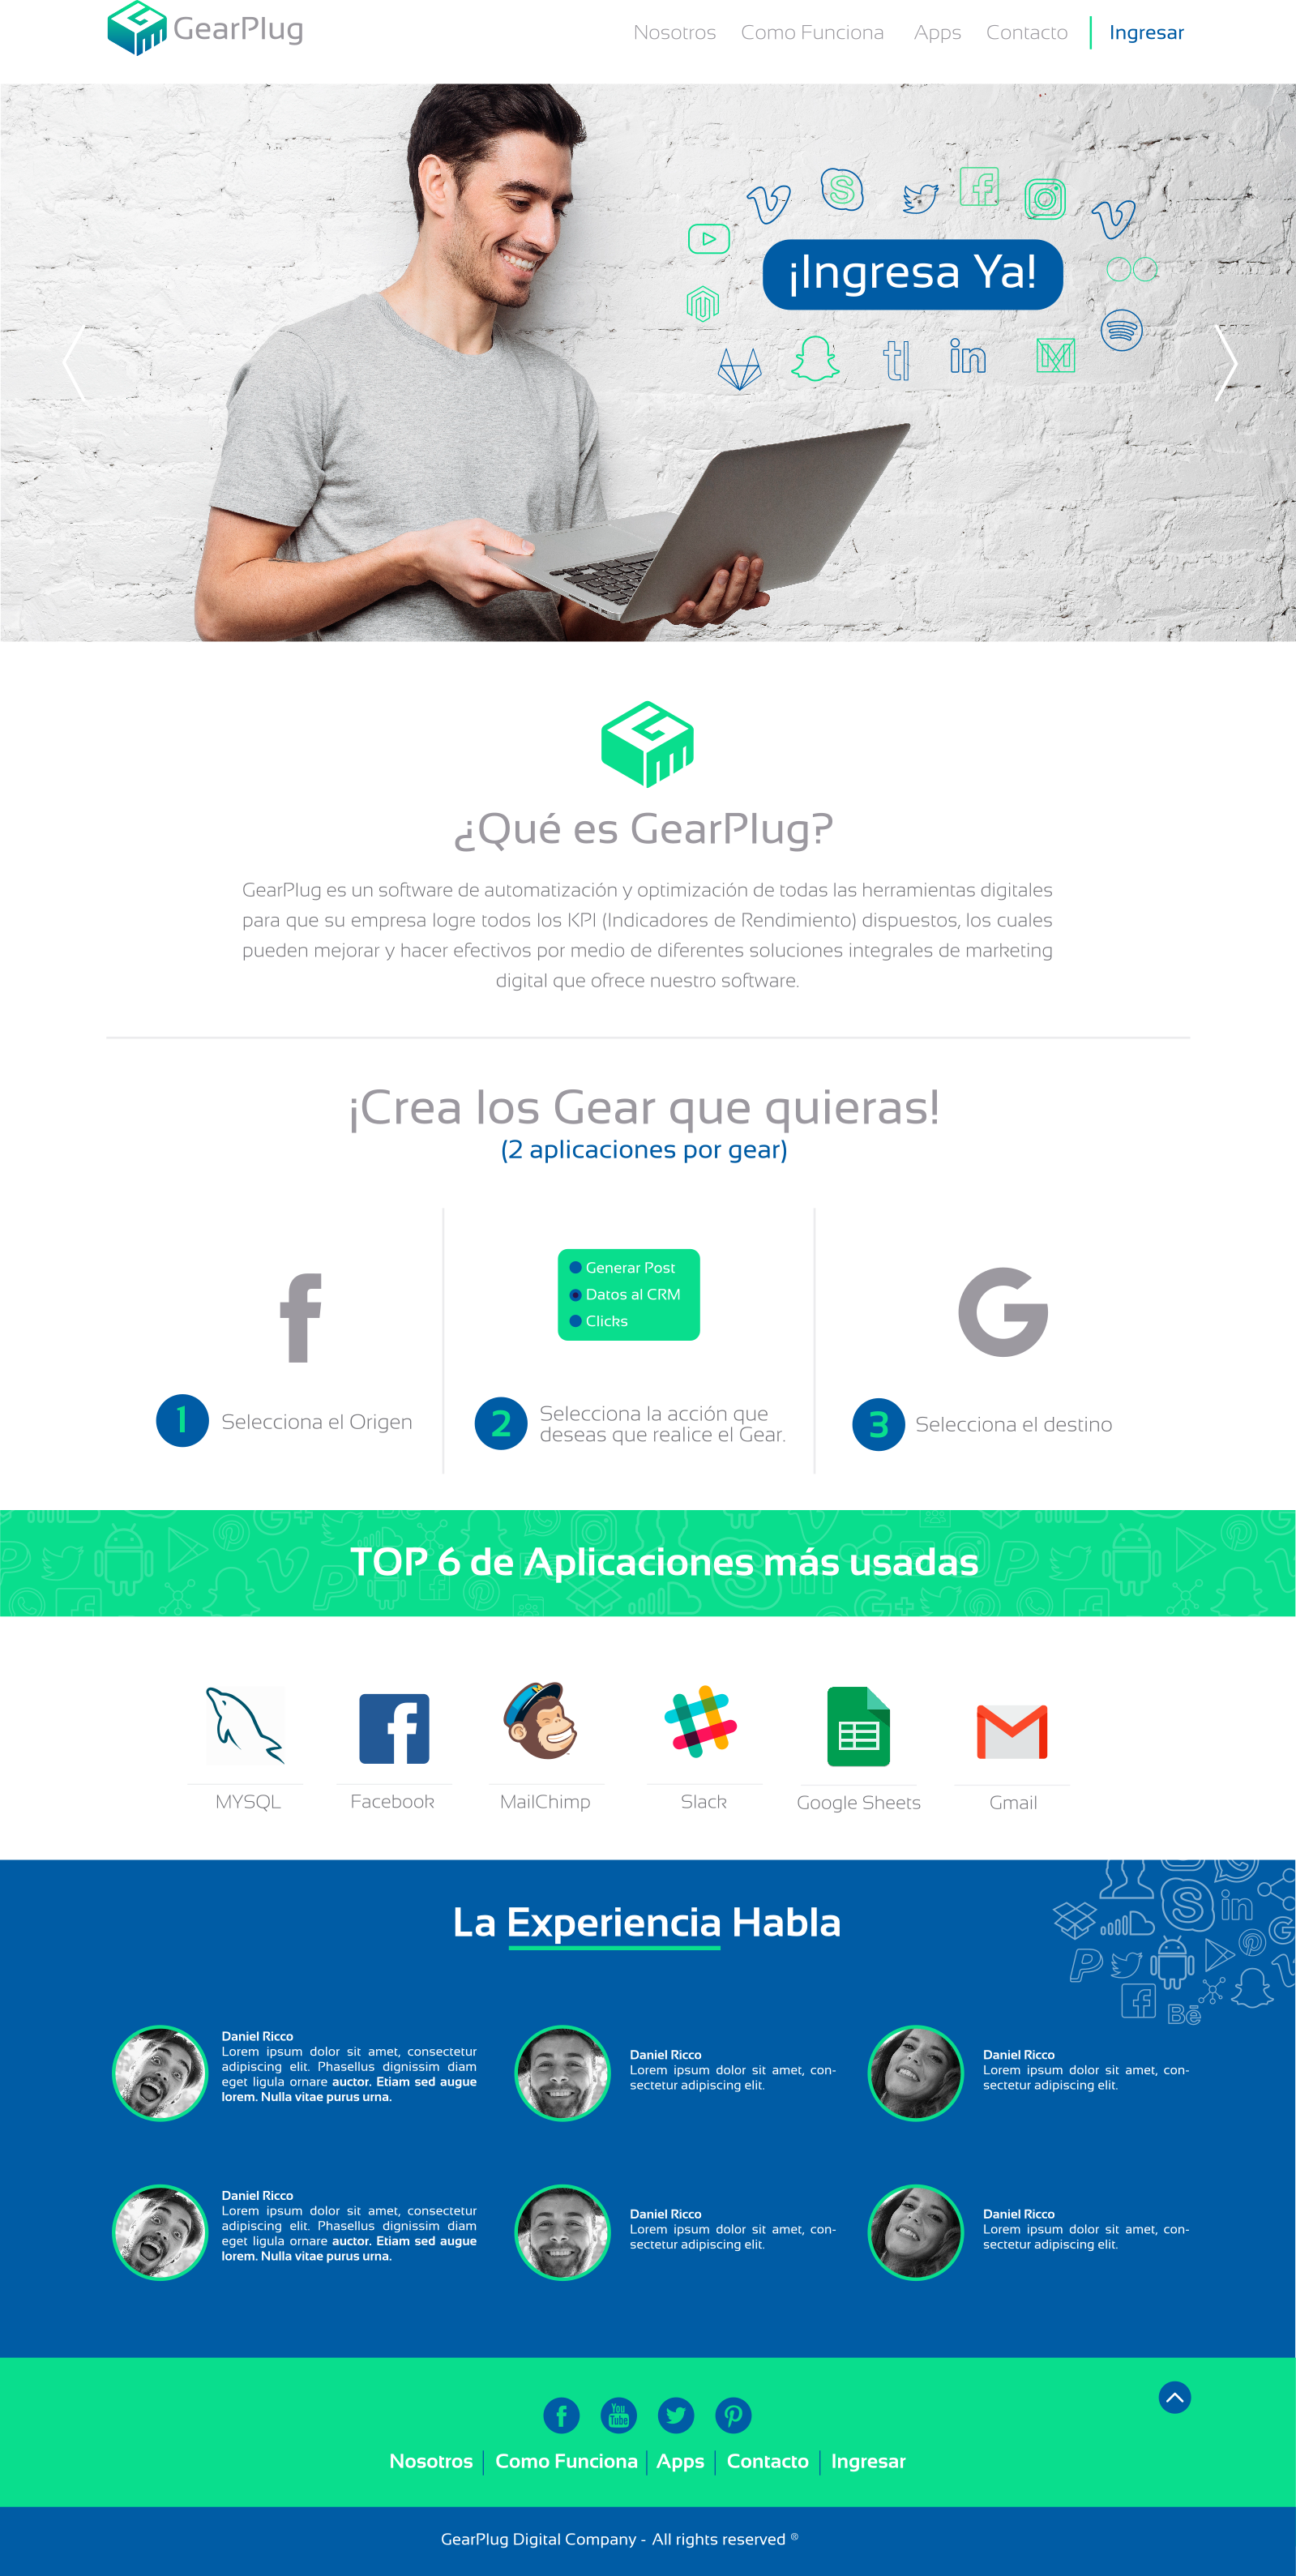 GearPlug
Nosotros Como Funciona Apps Contacto Ingresar
¡Ingresa Ya!
¿Qué es GearPlug?
GearPlug es un software de automatización y optimización de todas las herramientas digitales
para que su empresa logre todos los KPI (Indicadores de Rendimiento) dispuestos, los cuales
pueden mejorar y hacer efectivos por medio de diferentes soluciones integrales de marketing
digital que ofrece nuestro software.
¡Crea los Gear que quieras!
(2 aplicaciones por gear)
Generar Post
Datos al CRM
Clicks
1 Selecciona el Origen
2 Selecciona la acción que
deseas que realice el Gear.
3 Selecciona el destino
TOP 6 de Aplicaciones más usadas
MYSQL
Facebook
MailChimp
Slack
Google Sheets
Gmail
La Experiencia Habla
Daniel Ricco
Lorem ipsum dolor sit amet, consectetur
adipiscing elit. Phasellus dignissim diam
eget ligula ornare auctor. Etiam sed augue
lorem. Nulla vitae purus urna.
Daniel Ricco
Lorem ipsum dolor sit amet, con-
sectetur adipiscing elit.
Daniel Ricco
Lorem ipsum dolor sit amet, con-
sectetur adipiscing elit.
Daniel Ricco
Lorem ipsum dolor sit amet, consectetur
adipiscing elit. Phasellus dignissim diam
eget ligula ornare auctor. Etiam sed augue
lorem. Nulla vitae purus urna.
Daniel Ricco
Lorem ipsum dolor sit amet, con-
sectetur adipiscing elit.
Daniel Ricco
Lorem ipsum dolor sit amet, con-
sectetur adipiscing elit.
You
Tube
Nosotros Como Funciona Apps Contacto Ingresar
GearPlug Digital Company - All rights reserved ®